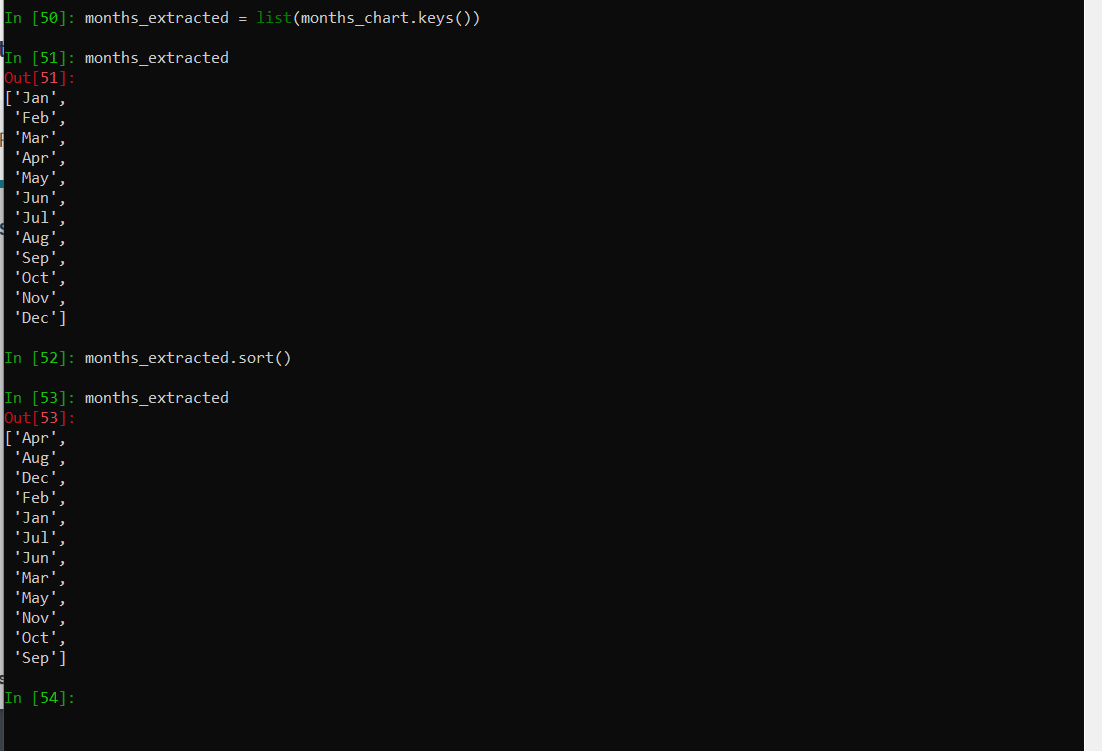 In [50]: months_extracted = list(months_chart.keys())
In [51]: months_extracted
Out[51]:
['Jan',
'Feb',
'Mar',
'Apr',
'May',
'Jun',
'Jul',
'Aug',
'Sep',
'Oct',
'Nov',
'Dec']
In [52]: months_extracted.sort()
In [53]: months_extracted
Out[53]:
['Apr',
'Aug',
'Dec',
'Feb',
'Jan',
'Jul',
'Jun',
'Mar',
'May',
'Nov',
'Oct',
'Sep']
In [54]: